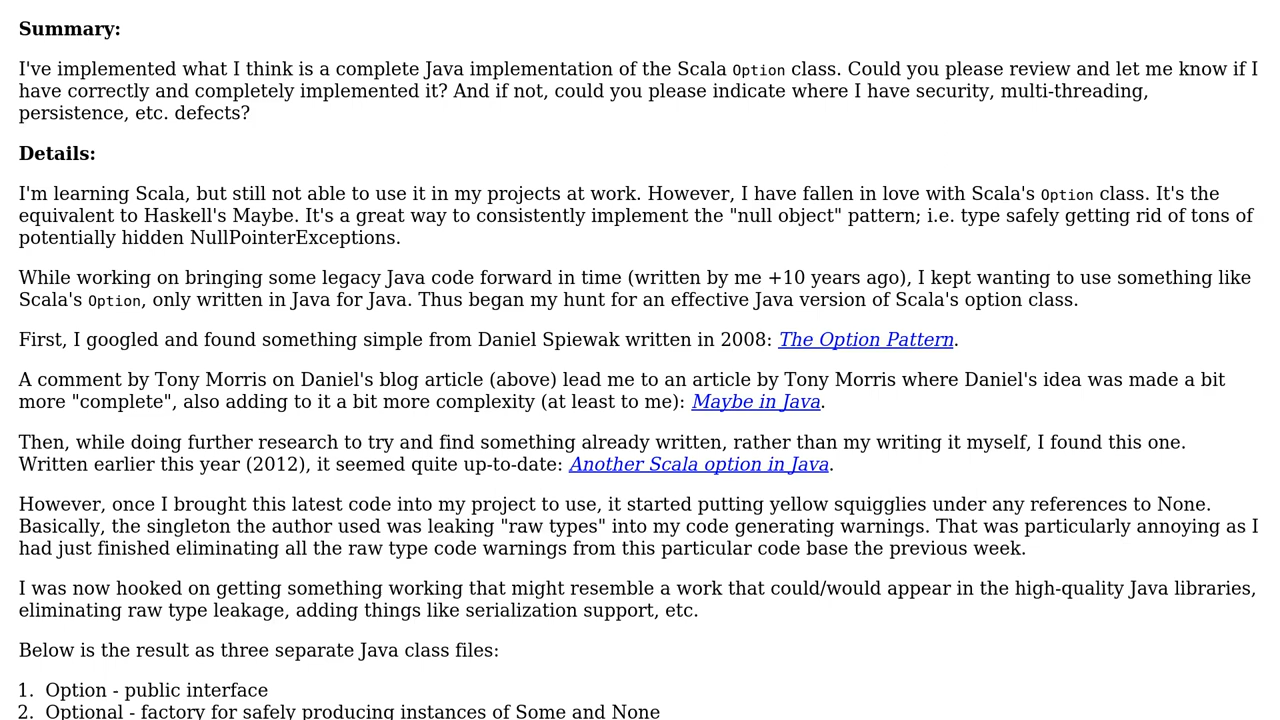 Summary:
I've implemented what I think is a complete Java implementation of the Scala Option class. Could you please review and let me know if I
have correctly and completely implemented it? And if not, could you please indicate where I have security, multi-threading,
persistence, etc. defects?
Details:
I'm learning Scala, but still not able to use it in my projects at work. However, I have fallen in love with Scala's Option class. It's the
equivalent to Haskell's Maybe. It's a great way to consistently implement the "null object" pattern; i.e. type safely getting rid of tons of
potentially hidden NullPointerExceptions.
While working on bringing some legacy Java code forward in time (written by me +10 years ago), I kept wanting to use something like
Scala's Option, only written in Java for Java. Thus began my hunt for an effective Java version of Scala's option class.
First, I googled and found something simple from Daniel Spiewak written in 2008: The Option Pattern.
A comment by Tony Morris on Daniel's blog article (above) lead me to an article by Tony Morris where Daniel's idea was made a bit
more "complete", also adding to it a bit more complexity (at least to me): Maybe in Java.
Then, while doing further research to try and find something already written, rather than my writing it myself, I found this one.
Written earlier this year (2012), it seemed quite up-to-date: Another Scala option in Java.
However, once I brought this latest code into my project to use, it started putting yellow squigglies under any references to None.
Basically, the singleton the author used was leaking "raw types" into my code generating warnings. That was particularly annoying as I
had just finished eliminating all the raw type code warnings from this particular code base the previous week.
I was now hooked on getting something working that might resemble a work that could/would appear in the high-quality Java libraries,
eliminating raw type leakage, adding things like serialization support, etc.
Below is the result as three separate Java class files:
1. Option - public interface
2. Optional - factory for safely producing instances of Some and None